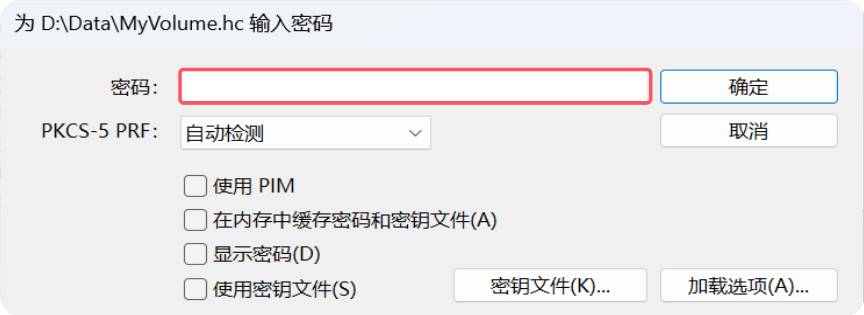 为 D:\Data\MyVolume.hc 输入密码
密码：
确定
PKCS-5 PRF：
自动检测
取消
使用 PIM
在内存中缓存密码和密钥文件(A)
显示密码(D)
使用密钥文件(S)
密钥文件(K)...
加载选项(A)...